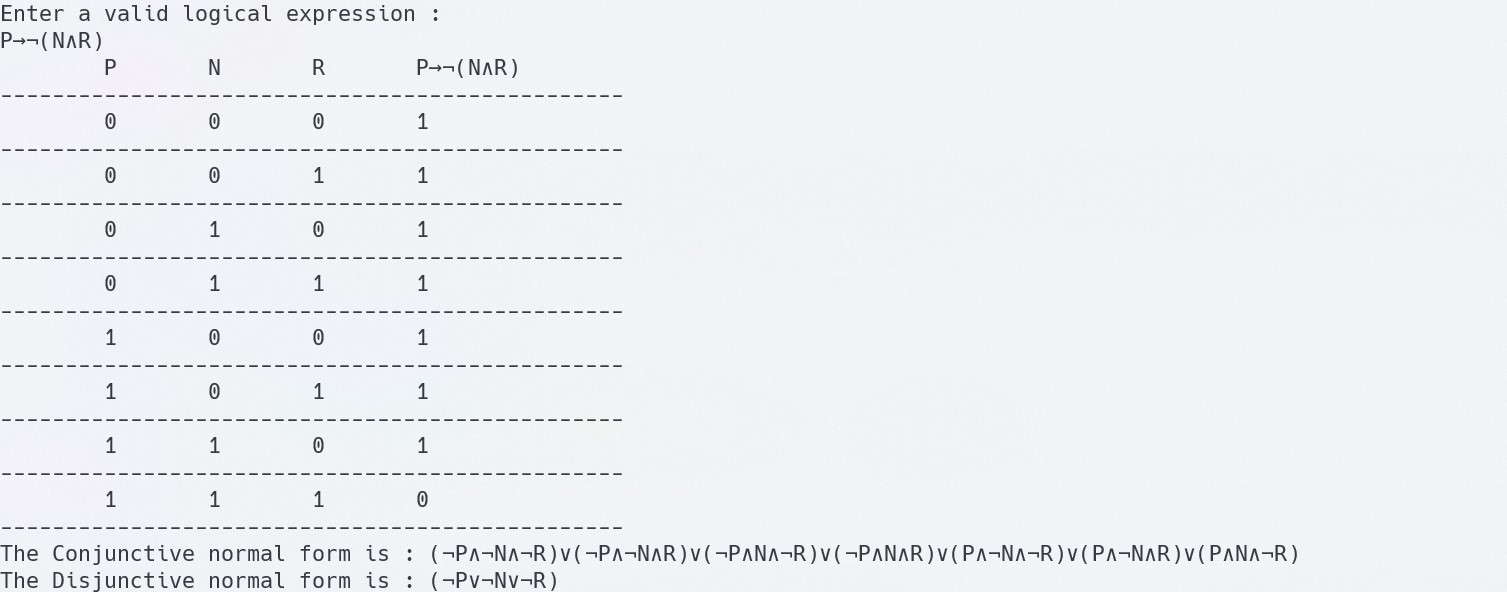 Enter a valid logical expression :
P→¬(N∧R)
P N R P→¬(N∧R)
------------------------------------------------
0 0 0 1
------------------------------------------------
0 0 1 1
------------------------------------------------
0 1 0 1
------------------------------------------------
0 1 1 1
------------------------------------------------
1 0 0 1
------------------------------------------------
1 0 1 1
------------------------------------------------
1 1 0 1
------------------------------------------------
1 1 1 0
------------------------------------------------
The Conjunctive normal form is : (¬P∧¬N∧¬R)∨(¬P∧¬N∧R)∨(¬P∧N∧¬R)∨(¬P∧N∧R)∨(P∧¬N∧¬R)∨(P∧¬N∧R)∨(P∧N∧¬R)
The Disjunctive normal form is : (¬P∨¬N∨¬R)